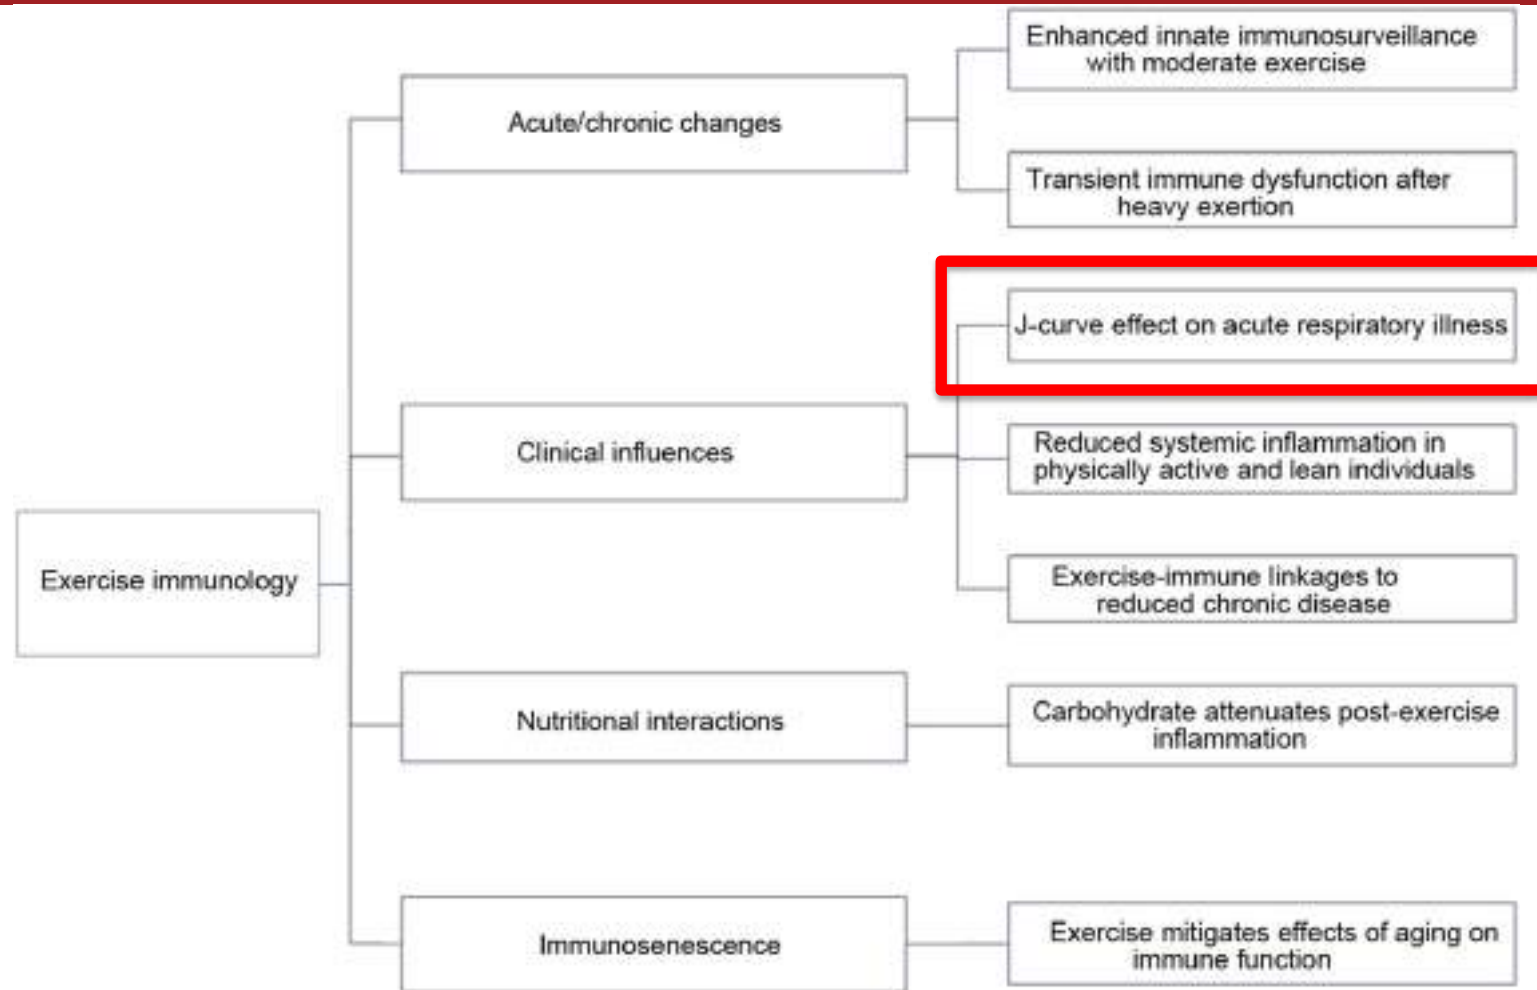 Enhanced innate immunosurveillance
with moderate exercise
Acute/chronic changes
Transient immune dysfunction after
heavy exertion
J-curve effect on acute respiratory illness
Clinical influences
Reduced systemic inflammation in
physically active and lean individuals
Exercise immunology
Exercise-immune linkages to
reduced chronic disease
Nutritional interactions
Carbohydrate attenuates post-exercise
inflammation
Immunosenescence
Exercise mitigates effects of aging on
immune function